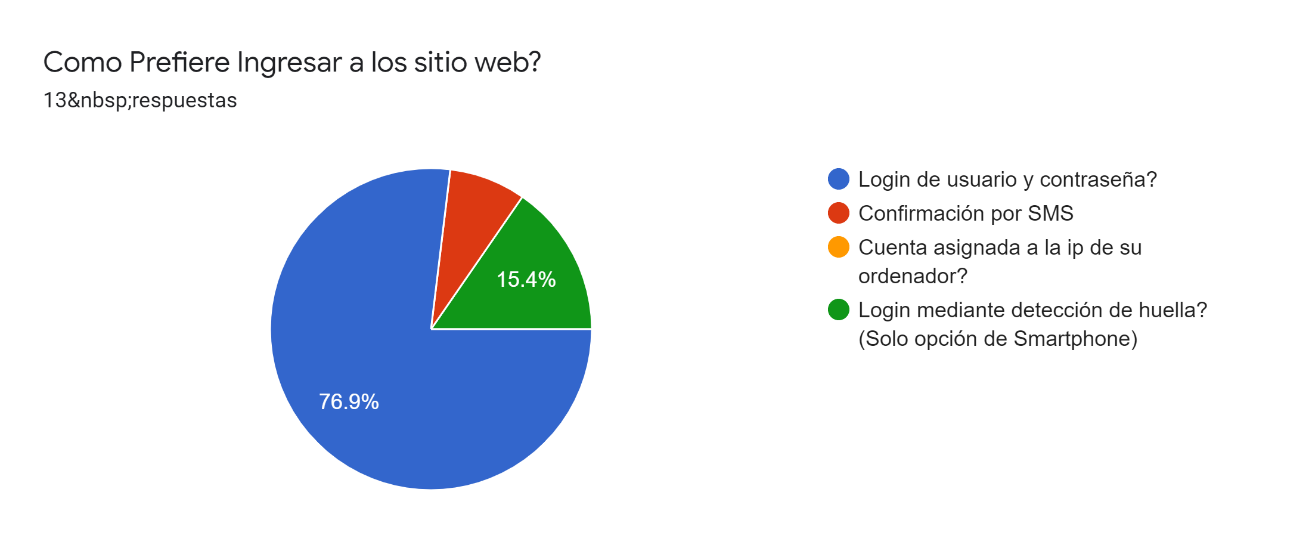 Como Prefiere Ingresar a los sitio web?
13&nbsp;respuestas
15.4%
76.9%
Login de usuario y contraseña?
Confirmación por SMS
Cuenta asignada a la ip de su
ordenador?
Login mediante detección de huella?
(Solo opción de Smartphone)